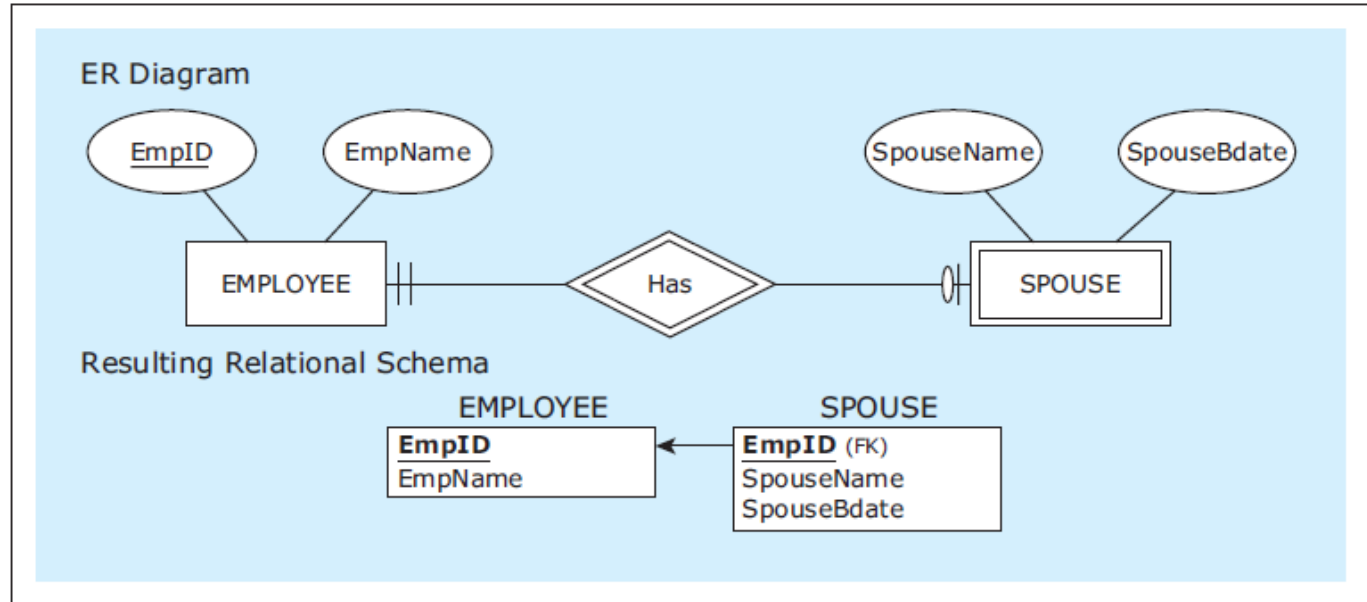 ER Diagram
EmpID
EmpName
SpouseName
SpouseBdate
EMPLOYEE
Has
SPOUSE
Resulting Relational Schema
EMPLOYEE
EmpID
EmpName
SPOUSE
EmpID (FK)
SpouseName
SpouseBdate